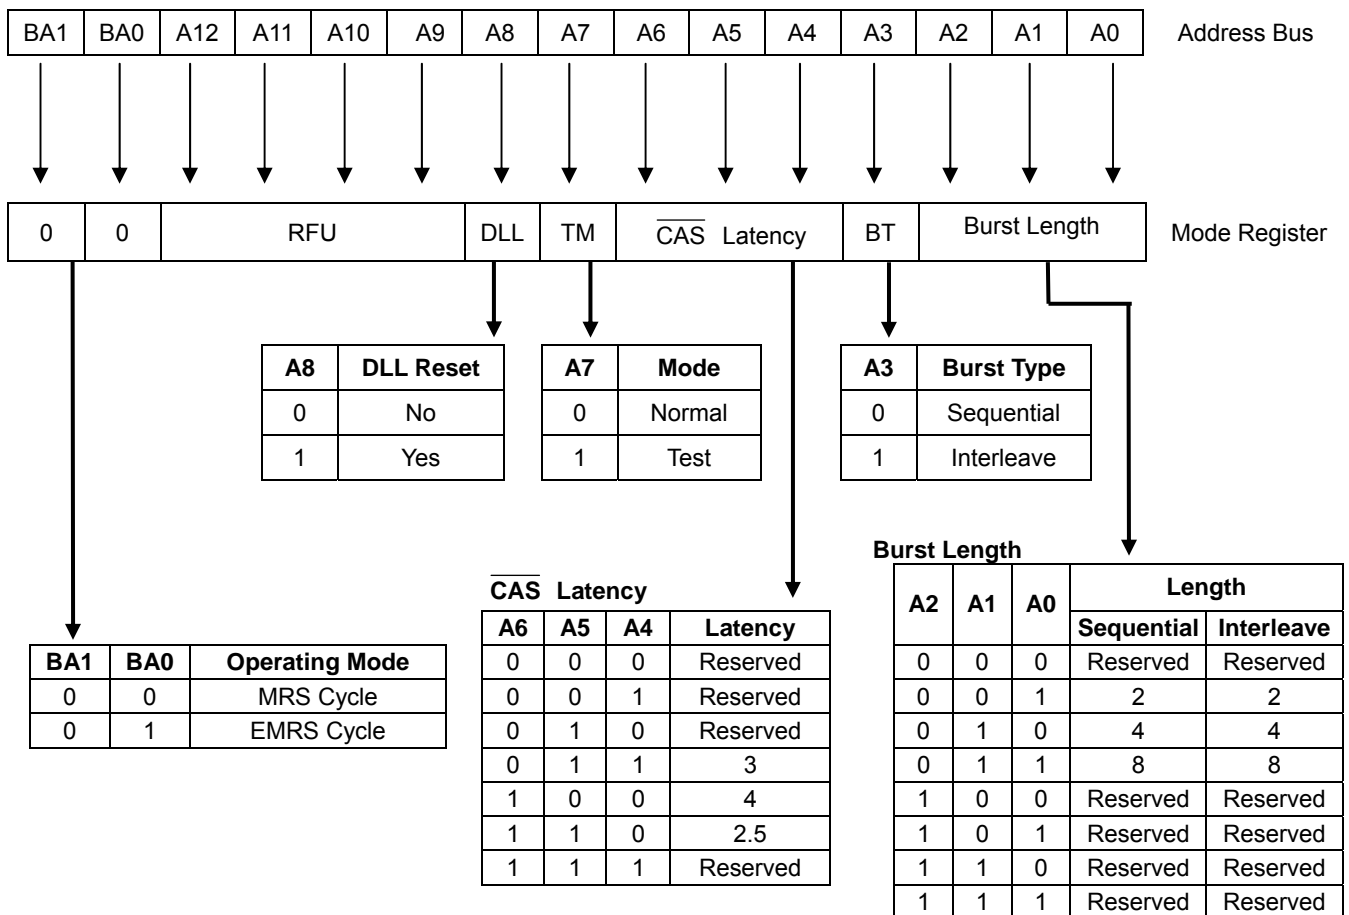 BA1 BA0 A12 A11 A10 A9 A8 A7 A6 A5 A4 A3 A2 A1 A0 Address Bus
0 0 RFU DLL TM CAS Latency BT Burst Length Mode Register
A8 DLL Reset
0 No
1 Yes
A7 Mode
0 Normal
1 Test
A3 Burst Type
0 Sequential
1 Interleave
BA1 BA0 Operating Mode
0 0 MRS Cycle
0 1 EMRS Cycle
CAS Latency
A6 A5 A4 Latency
0 0 0 Reserved
0 0 1 Reserved
0 1 0 Reserved
0 1 1 3
1 0 0 4
1 1 0 2.5
1 1 1 Reserved
Burst Length
A2 A1 A0 Length
Sequential Interleave
0 0 0 Reserved Reserved
0 0 1 2 2
0 1 0 4 4
0 1 1 8 8
1 0 0 Reserved Reserved
1 0 1 Reserved Reserved
1 1 0 Reserved Reserved
1 1 1 Reserved Reserved